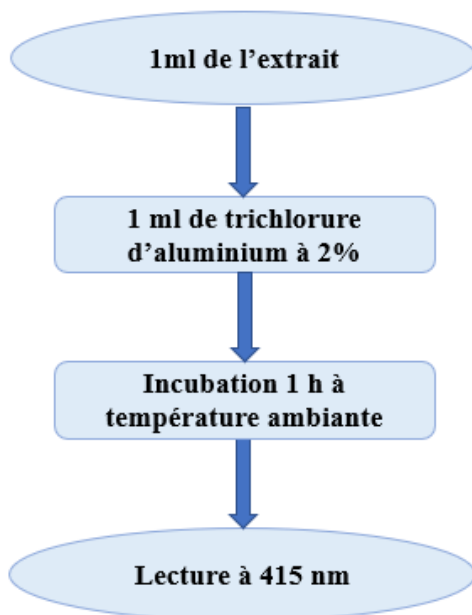 1ml de l’extrait
1 ml de trichlorure
d’aluminium à 2%
Incubation 1 h à
température ambiante
Lecture à 415 nm